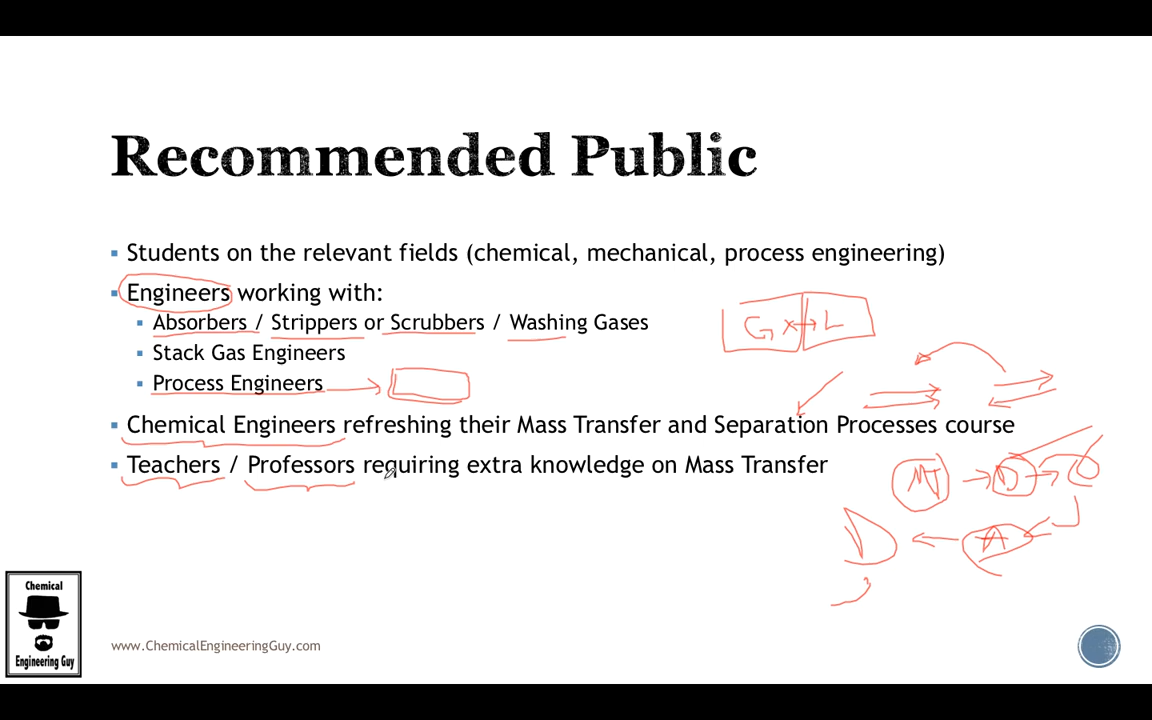 Recommended Public
Students on the relevant fields (chemical, mechanical, process engineering)
Engineers working with:
Absorbers / Strippers or Scrubbers / Washing Gases
G x L
Stack Gas Engineers
Process Engineers
Chemical Engineers refreshing their Mass Transfer and Separation Processes course
Teachers / Professors requiring extra knowledge on Mass Transfer
MT D
A
D
Chemical
Engineering Guy
www.ChemicalEngineeringGuy.com